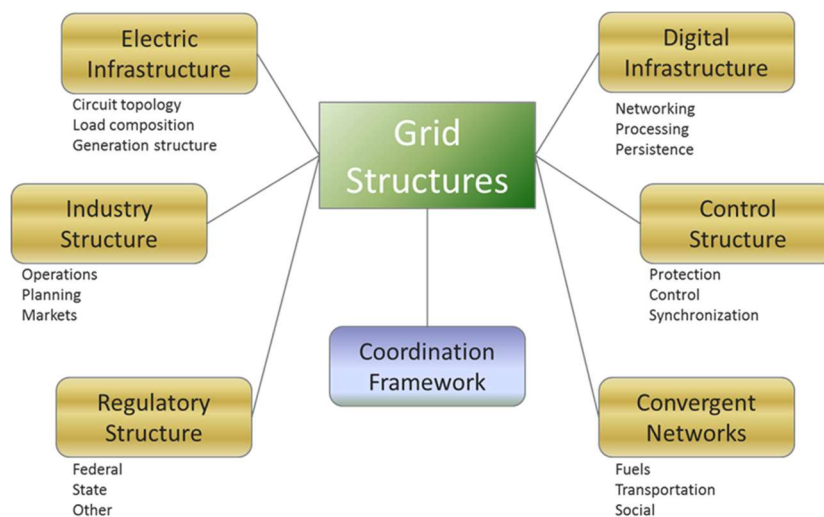 Electric
Infrastructure
Circuit topology
Load composition
Generation structure
Digital
Infrastructure
Networking
Processing
Persistence
Grid
Structures
Industry
Structure
Operations
Planning
Markets
Control
Structure
Protection
Control
Synchronization
Coordination
Framework
Regulatory
Structure
Federal
State
Other
Convergent
Networks
Fuels
Transportation
Social